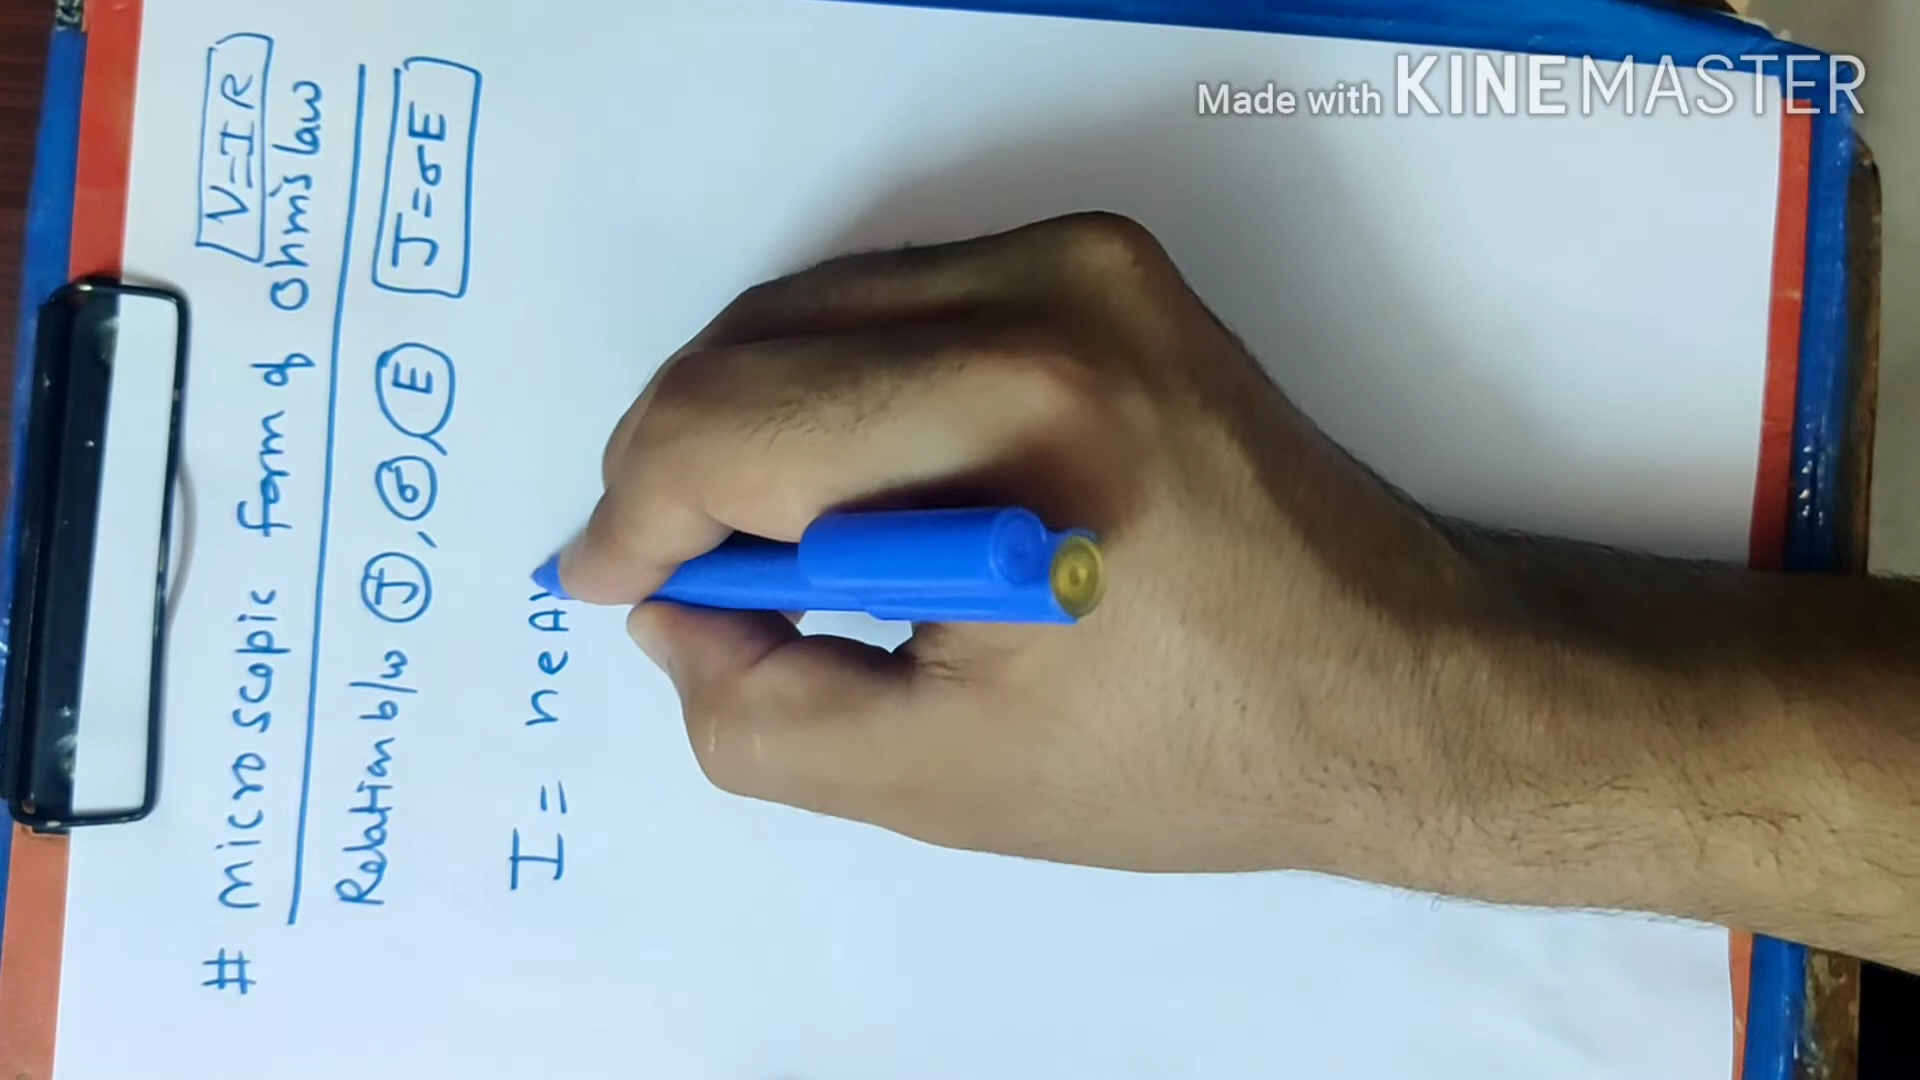 Made with KINEMASTER
V=IR
# microscopic form of ohm's law
Relation b/w J, σ, E J=σE
I = neA